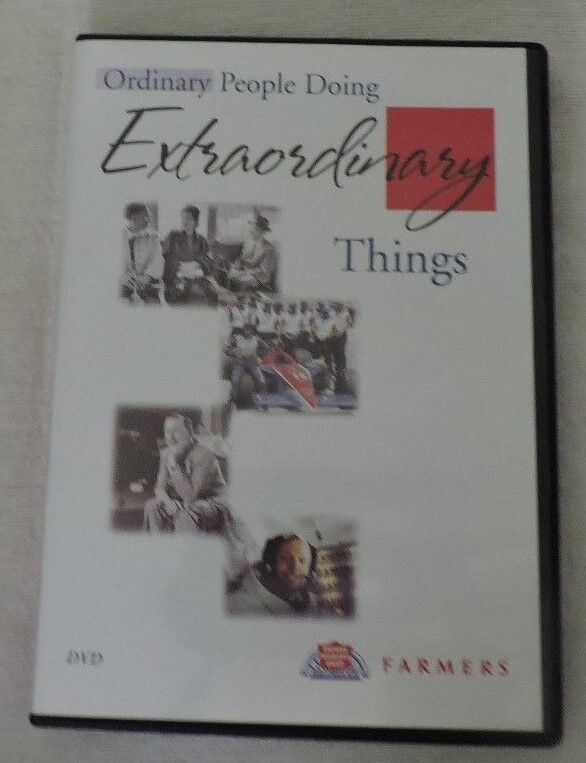 Ordinary People Doing
Extraordinary
Things
DVD
FARMERS